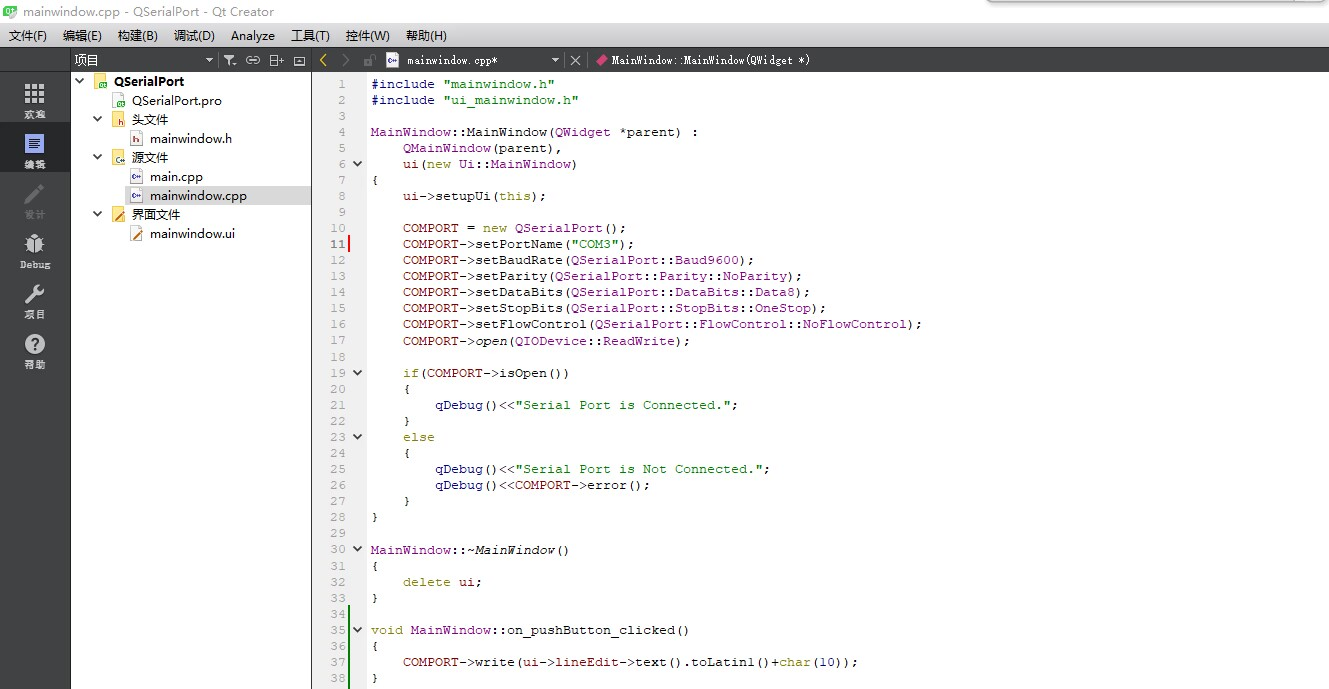 mainwindow.cpp - QSerialPort - Qt Creator
文件(F) 编辑(E) 构建(B) 调试(D) Analyze 工具(T) 控件(W) 帮助(H)
项目 mainwindow.cpp* MainWindow::MainWindow(QWidget *)
欢迎
编辑
设计
Debug
项目
帮助
QSerialPort
QSerialPort.pro
头文件
mainwindow.h
源文件
main.cpp
mainwindow.cpp
界面文件
mainwindow.ui
1 #include "mainwindow.h"
2 #include "ui_mainwindow.h"
3
4 MainWindow::MainWindow(QWidget *parent) :
5     QMainWindow(parent),
6     ui(new Ui::MainWindow)
7 {
8     ui->setupUi(this);
9
10     COMPORT = new QSerialPort();
11     COMPORT->setPortName("COM3");
12     COMPORT->setBaudRate(QSerialPort::Baud9600);
13     COMPORT->setParity(QSerialPort::Parity::NoParity);
14     COMPORT->setDataBits(QSerialPort::DataBits::Data8);
15     COMPORT->setStopBits(QSerialPort::StopBits::OneStop);
16     COMPORT->setFlowControl(QSerialPort::FlowControl::NoFlowControl);
17     COMPORT->open(QIODevice::ReadWrite);
18
19     if(COMPORT->isOpen())
20     {
21         qDebug()<<"Serial Port is Connected.";
22     }
23     else
24     {
25         qDebug()<<"Serial Port is Not Connected.";
26         qDebug()<<COMPORT->error();
27     }
28 }
29
30 MainWindow::~MainWindow()
31 {
32     delete ui;
33 }
34
35 void MainWindow::on_pushButton_clicked()
36 {
37     COMPORT->write(ui->lineEdit->text().toLatin1()+char(10));
38 }